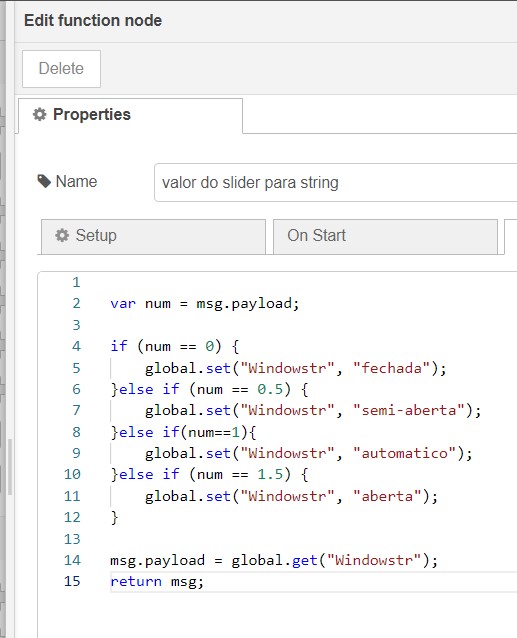 Edit function node
Delete
Properties
Name
valor do slider para string
Setup
On Start
1
2 var num = msg.payload;
3
4 if (num == 0) {
5 global.set("Windowstr", "fechada");
6 }else if (num == 0.5) {
7 global.set("Windowstr", "semi-aberta");
8 }else if(num==1){
9 global.set("Windowstr", "automatico");
10 }else if (num == 1.5) {
11 global.set("Windowstr", "aberta");
12 }
13
14 msg.payload = global.get("Windowstr");
15 return msg;